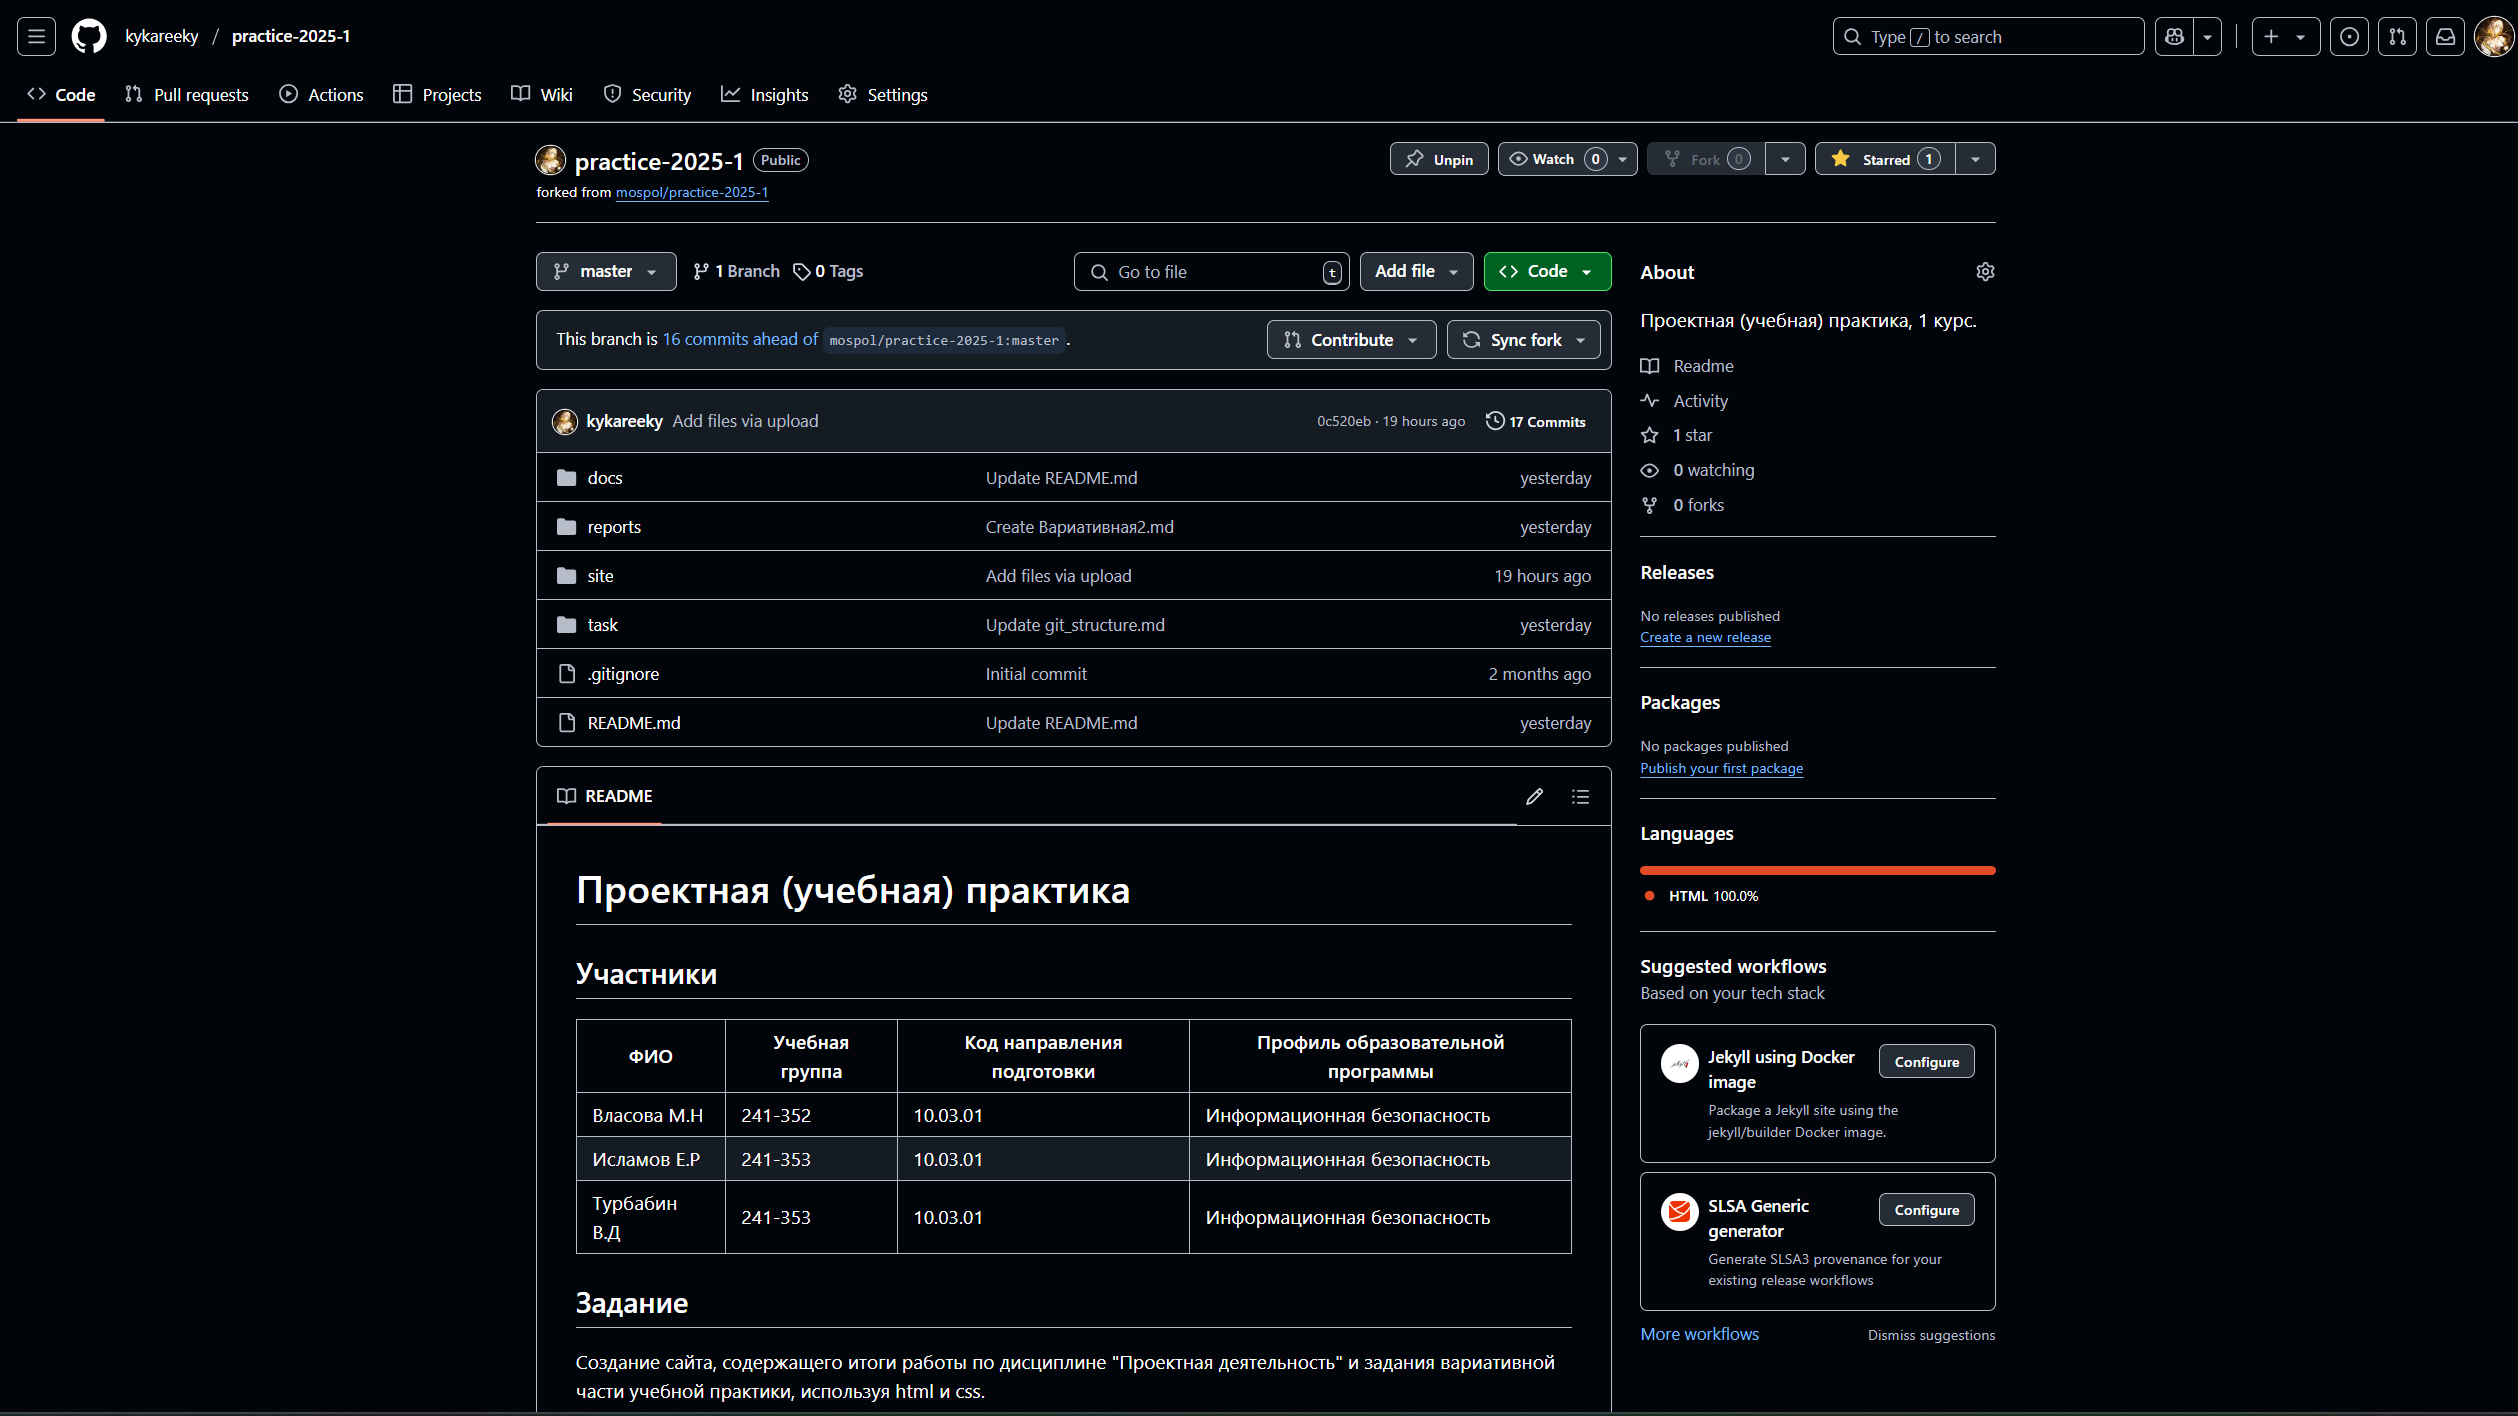 kykareeky / practice-2025-1
Type / to search
Code
Pull requests
Actions
Projects
Wiki
Security
Insights
Settings
practice-2025-1 Public
forked from mospol/practice-2025-1
Unpin
Watch 0
Fork 0
Starred 1
master
1 Branch
0 Tags
Go to file t
Add file
Code
This branch is 16 commits ahead of mospol/practice-2025-1:master .
Contribute
Sync fork
kykareeky Add files via upload 0c520eb · 19 hours ago 17 Commits
docs Update README.md yesterday
reports Create Вариативная2.md yesterday
site Add files via upload 19 hours ago
task Update git_structure.md yesterday
.gitignore Initial commit 2 months ago
README.md Update README.md yesterday
README
Проектная (учебная) практика
Участники
ФИО
Учебная
группа
Код направления
подготовки
Профиль образовательной
программы
Власова М.Н 241-352 10.03.01 Информационная безопасность
Исламов Е.Р 241-353 10.03.01 Информационная безопасность
Турбабин
В.Д
241-353 10.03.01 Информационная безопасность
Задание
Создание сайта, содержащего итоги работы по дисциплине "Проектная деятельность" и задания вариативной
части учебной практики, используя html и css.
About
Проектная (учебная) практика, 1 курс.
Readme
Activity
1 star
0 watching
0 forks
Releases
No releases published
Create a new release
Packages
No packages published
Publish your first package
Languages
HTML 100.0%
Suggested workflows
Based on your tech stack
Jekyll using Docker
image
Configure
Package a Jekyll site using the
jekyll/builder Docker image.
SLSA Generic
generator
Configure
Generate SLSA3 provenance for your
existing release workflows
More workflows
Dismiss suggestions